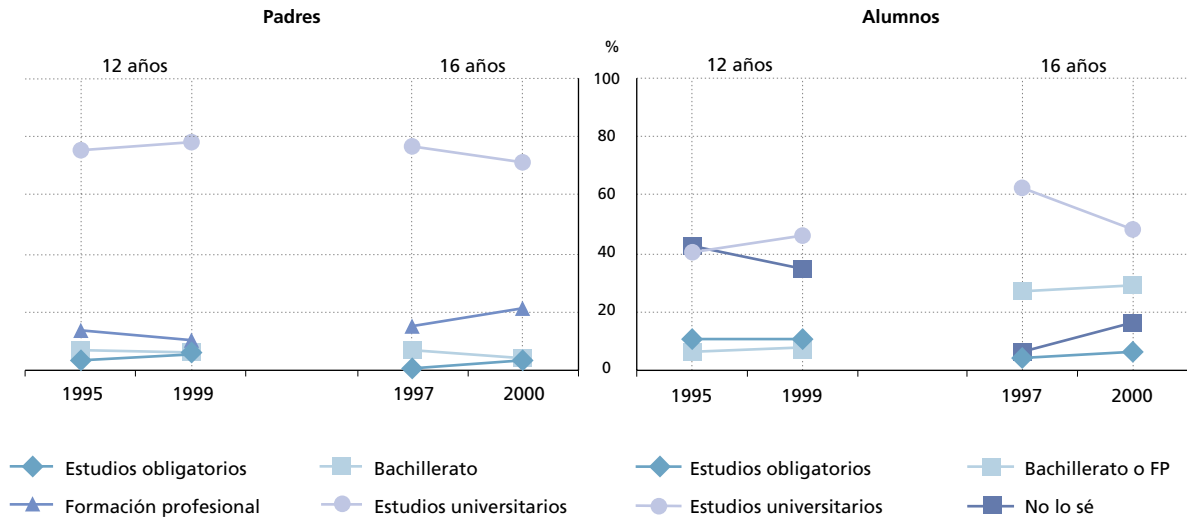 Padres
Alumnos
%
12 años
16 años
12 años
16 años
100
80
60
40
20
0
1995
1999
1997
2000
1995
1999
1997
2000
Estudios obligatorios
Bachillerato
Formación profesional
Estudios universitarios
Estudios obligatorios
Bachillerato o FP
Estudios universitarios
No lo sé